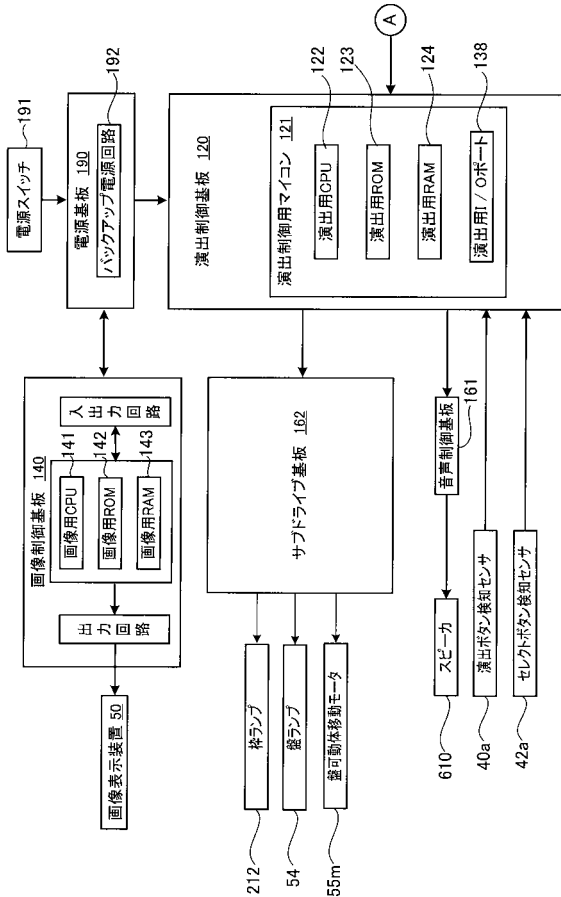 電源スイッチ
191
電源基板 190
バックアップ電源回路
192
画像制御基板 140
画像用CPU
141
画像用ROM
142
画像用RAM
143
入出力回路
出力回路
画像表示装置 50
演出制御基板 120
演出制御用マイコン 121
演出用CPU
122
演出用ROM
123
演出用RAM
124
演出用I/Oポート
138
A
サブドライブ基板 162
枠ランプ
212
盤ランプ
54
盤可動体移動モータ
55m
音声制御基板
161
スピーカ
610
演出ボタン検知センサ
40a
セレクトボタン検知センサ
42a